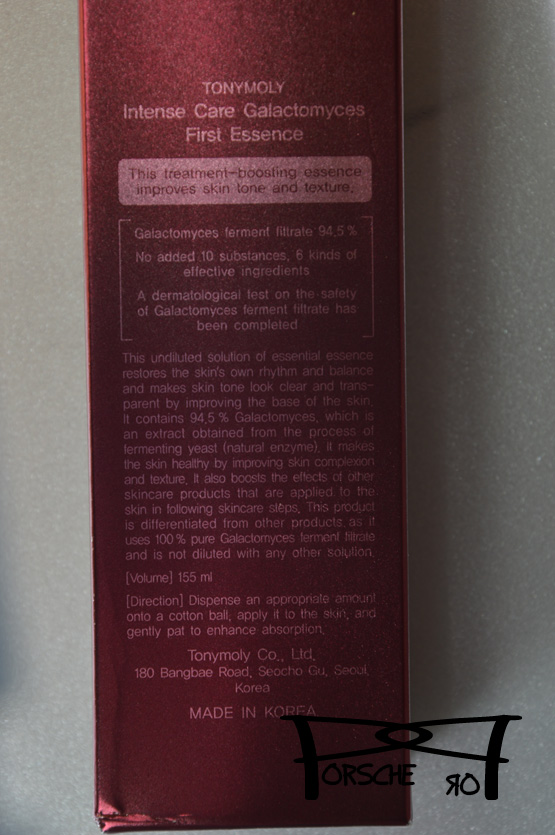 TONYMOLY
Intense Care Galactomyces
First Essence
This treatment-boosting essence
improves skin tone and texture.
Galactomyces ferment filtrate 94.5 %
No added 10 substances, 6 kinds of
effective ingredients
A dermatological test on the safety
of Galactomyces ferment filtrate has
been completed
This undiluted solution of essential essence
restores the skin's own rhythm and balance
and makes skin tone look clear and trans-
parent by improving the base of the skin.
It contains 94.5 % Galactomyces, which is
an extract obtained from the process of
fermenting yeast (natural enzyme). It makes
the skin healthy by improving skin complexion
and texture. It also boosts the effects of other
skincare products that are applied to the
skin in following skincare steps. This product
is differentiated from other products as it
uses 100 % pure Galactomyces ferment filtrate
and is not diluted with any other solution.
[Volume] 155 ml
[Direction] Dispense an appropriate amount
onto a cotton ball, apply it to the skin, and
gently pat to enhance absorption.
Tonymoly Co., Ltd.
180 Bangbae Road, Seocho Gu, Seoul,
Korea
MADE IN KOREA